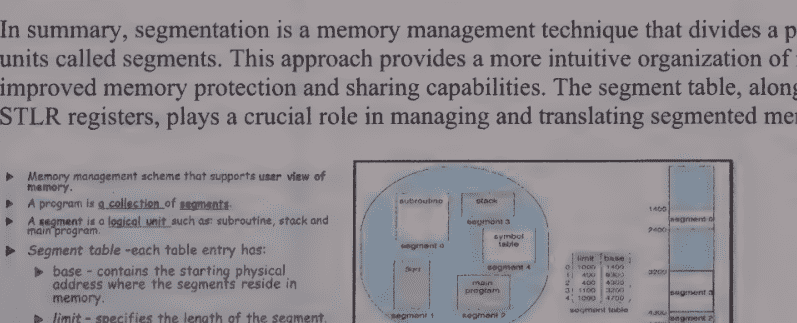 In summary, segmentation is a memory management technique that divides a p
units called segments. This approach provides a more intuitive organization of
improved memory protection and sharing capabilities. The segment table, along
STLR registers, plays a crucial role in managing and translating segmented me
Memory management scheme that supports user view of
memory.
A program is a collection of segments.
A segment is a logical unit such as: subroutine, stack and
main program.
Segment table -each table entry has:
base - contains the starting physical
address where the segments reside in
memory.
limit - specifies the length of the segment.
subroutine
stack
segment 0
segment 3
symbol
table
segment 4
Sqrt
main
program
segment 1
segment 2
limit base
0 1000 1400
1 400 6300
2 400 4300
3 1100 3200
4 1000 4700
segment table
1400
segment 0
2400
3200
segment 3
4300
segment 2